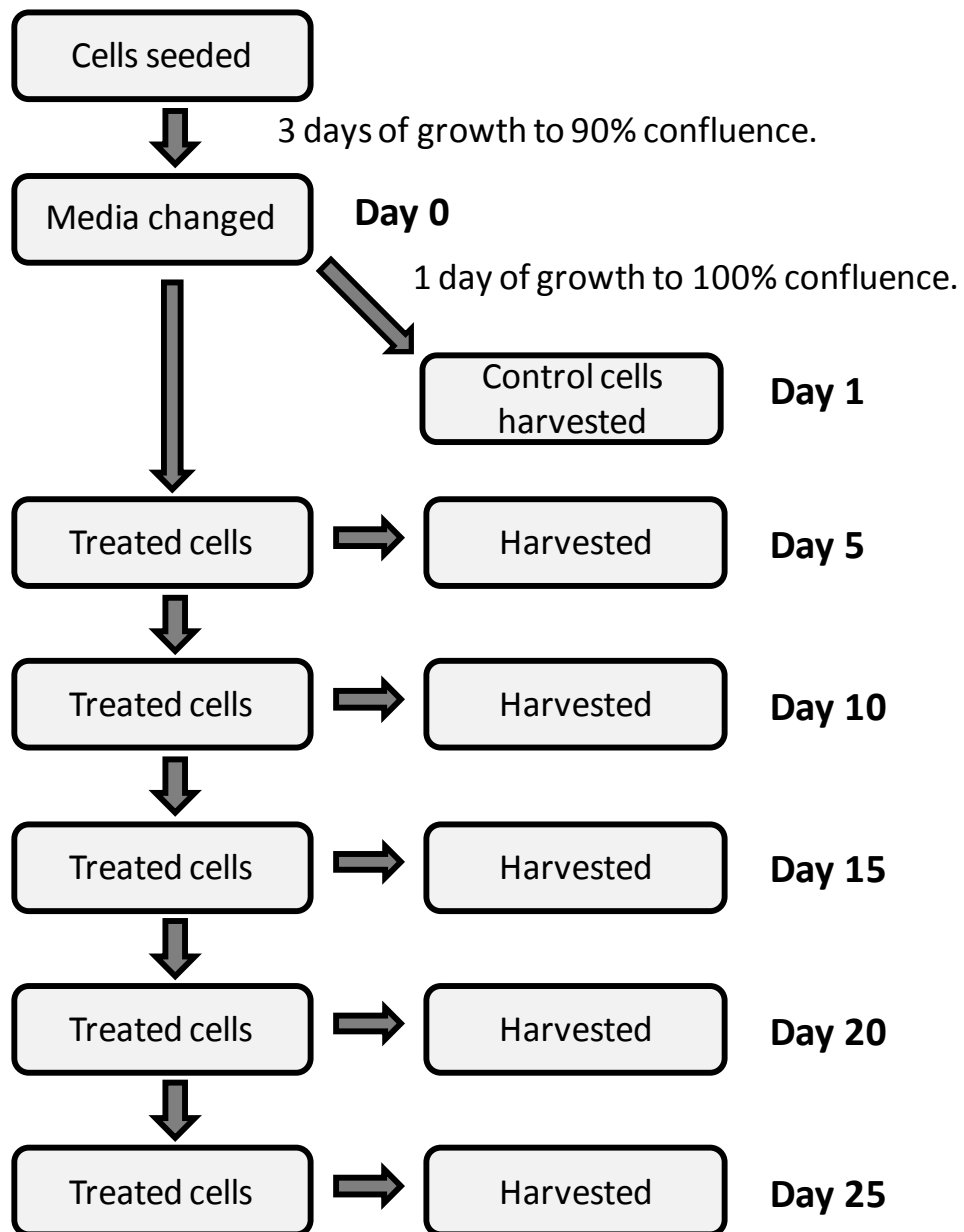 Cells seeded
3 days of growth to 90% confluence.
Media changed
Day 0
1 day of growth to 100% confluence.
Control cells
harvested
Day 1
Treated cells
Harvested
Day 5
Treated cells
Harvested
Day 10
Treated cells
Harvested
Day 15
Treated cells
Harvested
Day 20
Treated cells
Harvested
Day 25